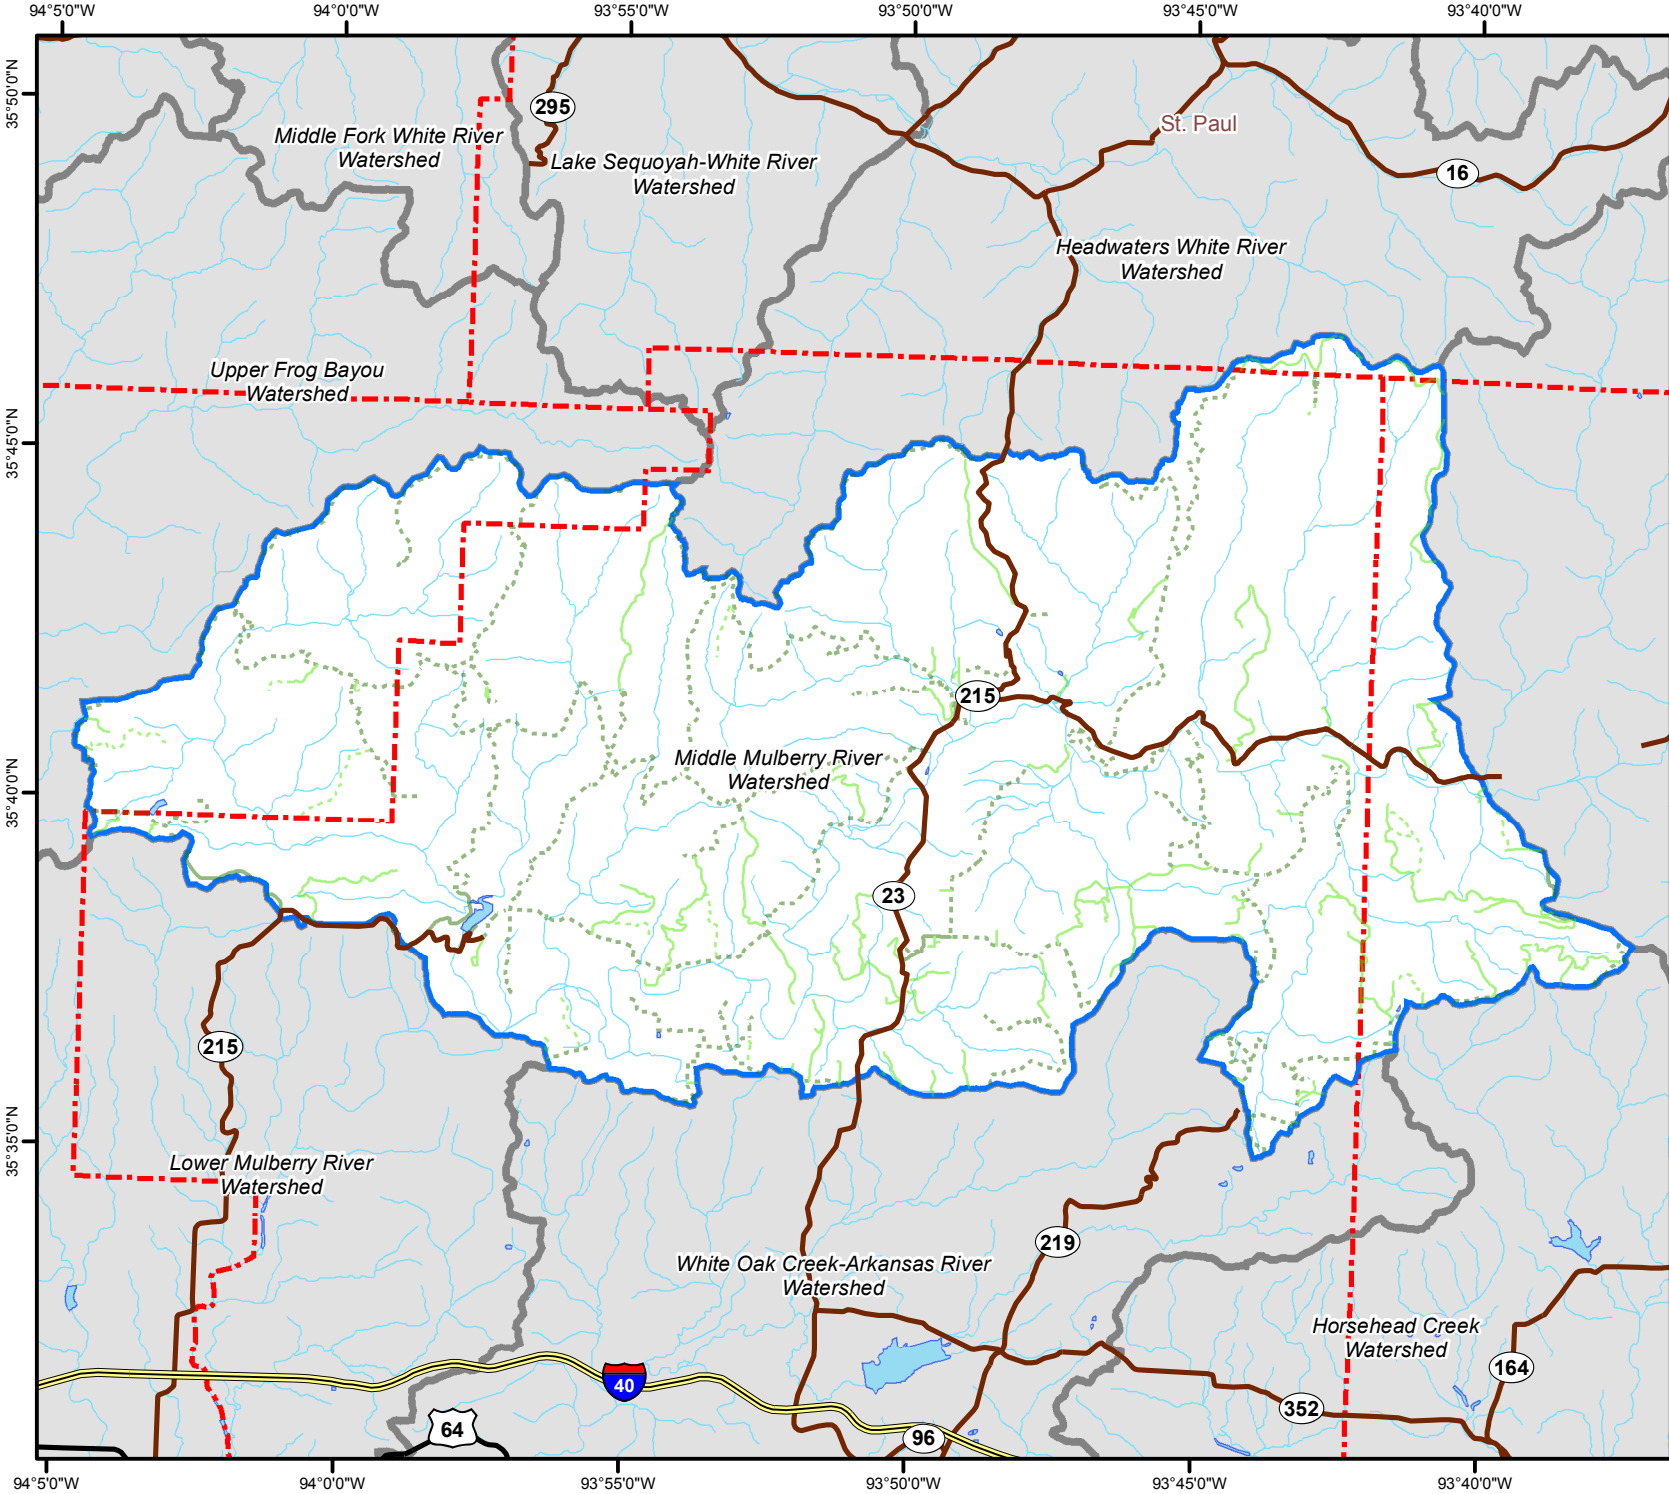 94°5'0"W
94°0'0"W
93°55'0"W
93°50'0"W
93°45'0"W
93°40'0"W
35°50'0"N
295
St. Paul
Middle Fork White River
Watershed
Lake Sequoyah-White River
Watershed
16
Headwaters White River
Watershed
Upper Frog Bayou
Watershed
35°45'0"N
215
Middle Mulberry River
Watershed
35°40'0"N
23
215
35°35'0"N
Lower Mulberry River
Watershed
219
White Oak Creek-Arkansas River
Watershed
Horsehead Creek
Watershed
164
40
352
64
96
94°5'0"W
94°0'0"W
93°55'0"W
93°50'0"W
93°45'0"W
93°40'0"W